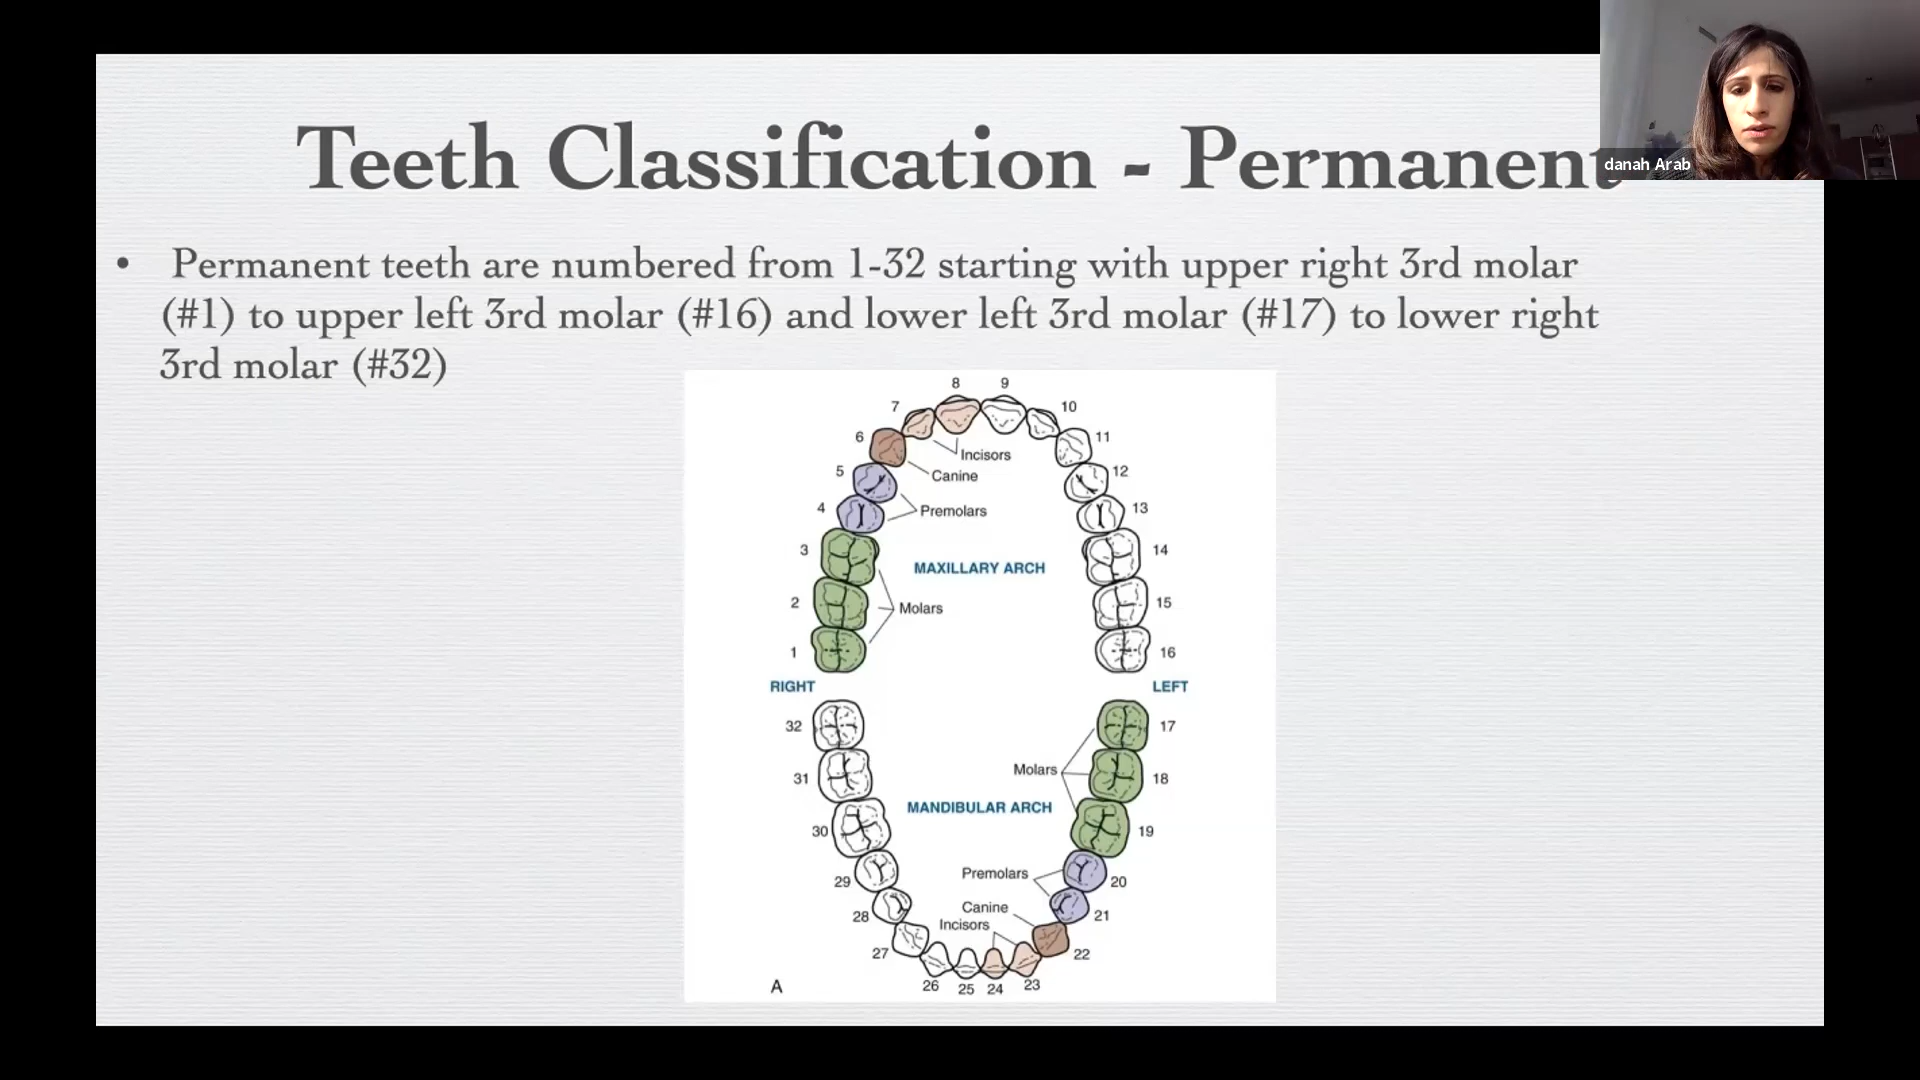 Teeth Classification - Permanent
danah Arab
• Permanent teeth are numbered from 1-32 starting with upper right 3rd molar
(#1) to upper left 3rd molar (#16) and lower left 3rd molar (#17) to lower right
3rd molar (#32)
8 9
7 10
6 11
Incisors
5 Canine 12
4 Premolars 13
3 14
MAXILLARY ARCH
2 Molars 15
1 16
RIGHT LEFT
32 17
Molars
31 18
MANDIBULAR ARCH
30 19
Premolars
29 20
Canine
28 21
Incisors
27 22
26 25 24 23
A